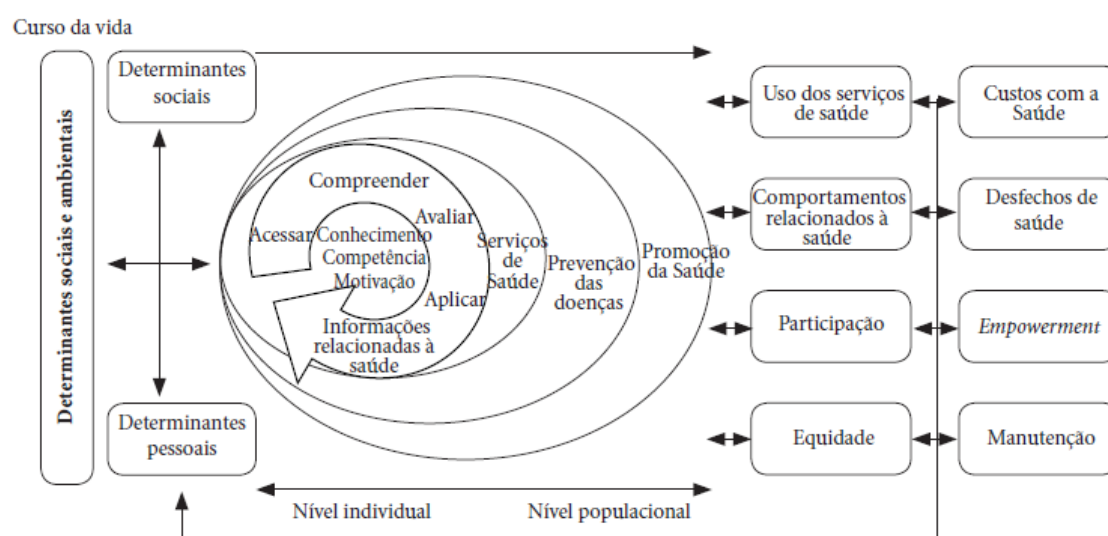 Curso da vida
Determinantes sociais e ambientais
Determinantes
sociais
Determinantes
pessoais
Compreender
Acessar
Avaliar
Aplicar
Conhecimento
Competência
Motivação
Informações
relacionadas à
saúde
Serviços
de
Saúde
Prevenção
das
doenças
Promoção
da Saúde
Nível individual
Nível populacional
Uso dos serviços
de saúde
Custos com a
Saúde
Comportamentos
relacionados à
saúde
Desfechos de
saúde
Participação
Empowerment
Equidade
Manutenção